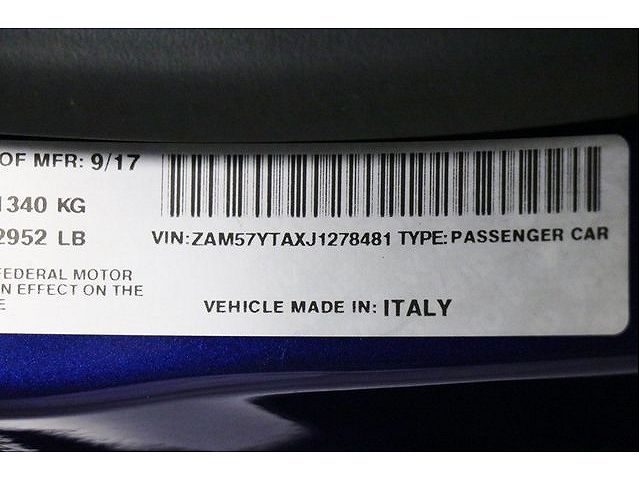 OF MFR: 9/17
1340 KG
2952 LB
VIN:ZAM57YTAXJ1278481 TYPE:PASSENGER CAR
FEDERAL MOTOR
N EFFECT ON THE
E
VEHICLE MADE IN: ITALY